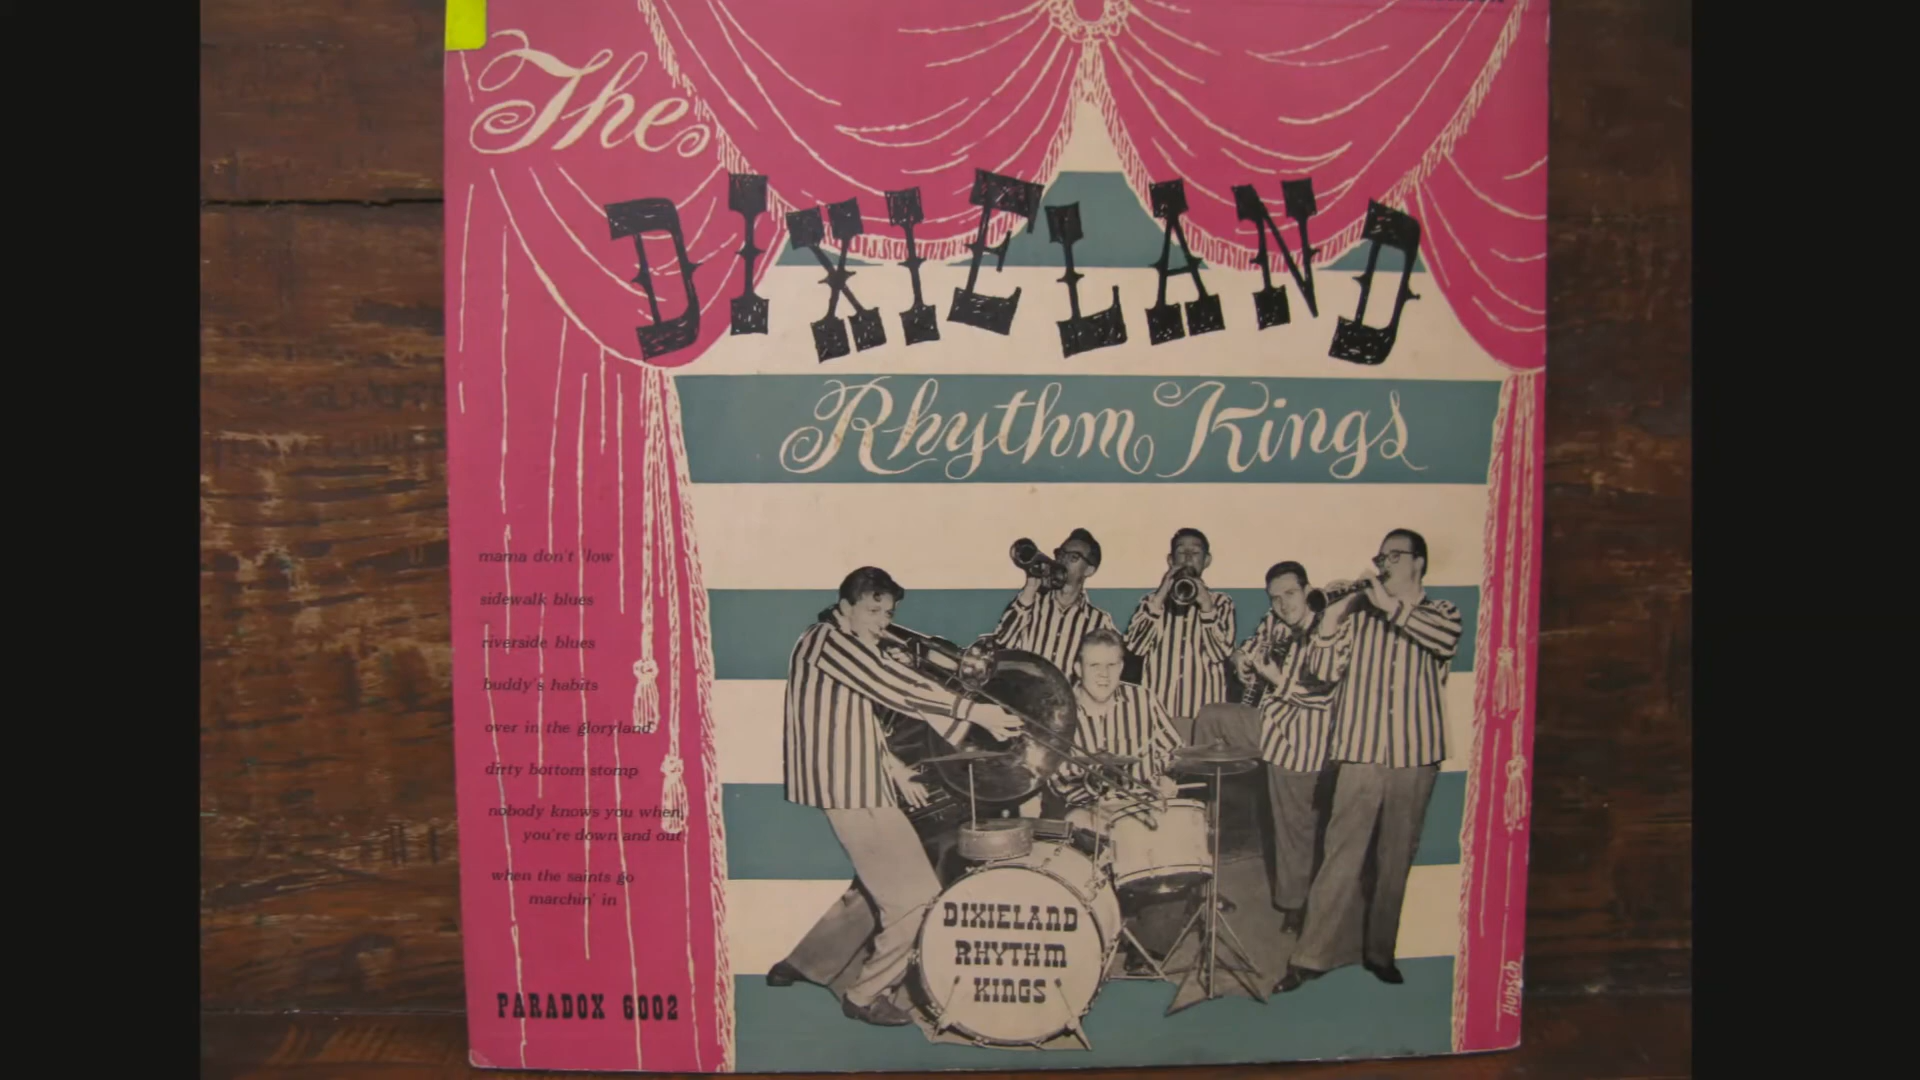 The
DIXIELAND
Rhythm Kings
mama don't 'low
sidewalk blues
riverside blues
buddy's habits
over in the gloryland
dirty bottom stomp
nobody knows you when
you're down and out
when the saints go
marchin' in
DIXIELAND
RHYTHM
KINGS
PARADOX 6002
Hubsch